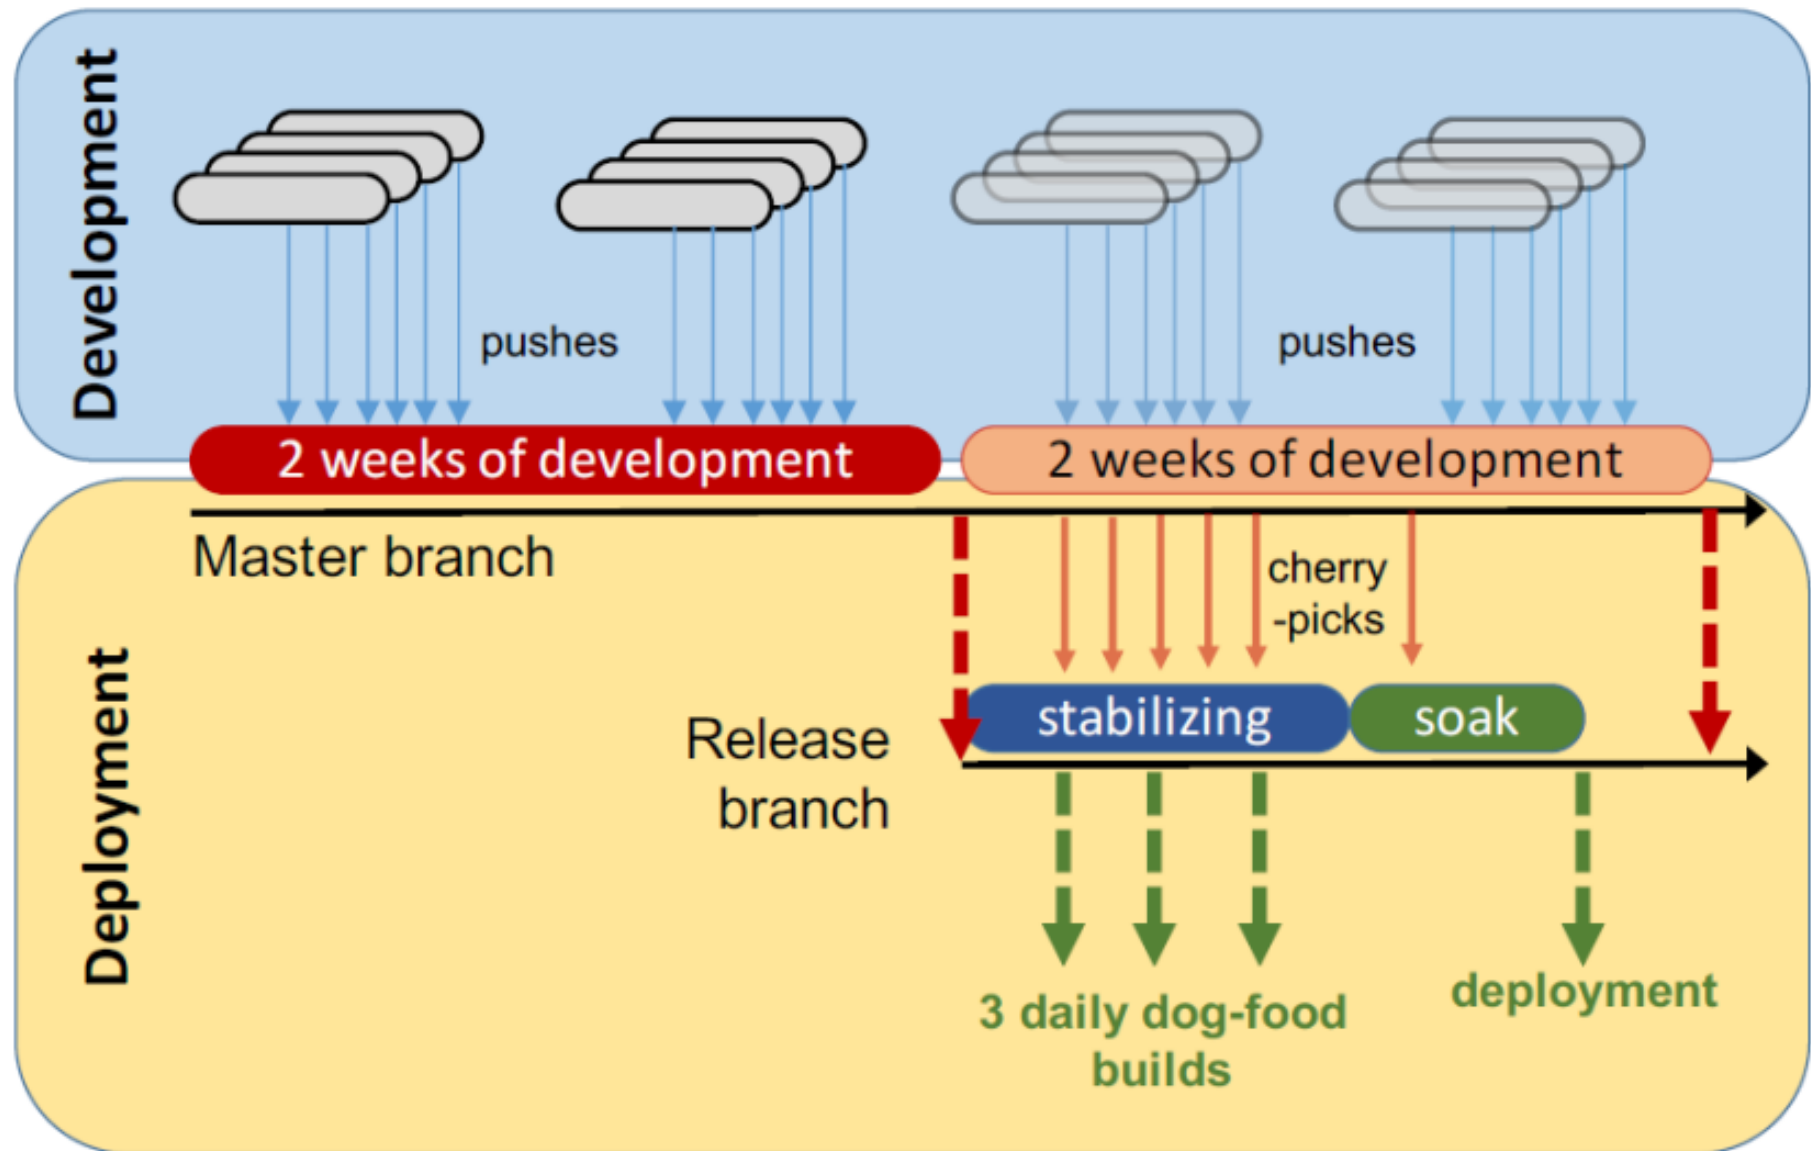 Development
pushes
pushes
2 weeks of development
2 weeks of development
Master branch
cherry
-picks
Deployment
Release
branch
stabilizing
soak
3 daily dog-food
builds
deployment